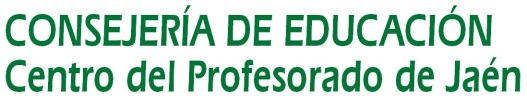 CONSEJERÍA DE EDUCACIÓN
Centro del Profesorado de Jaén